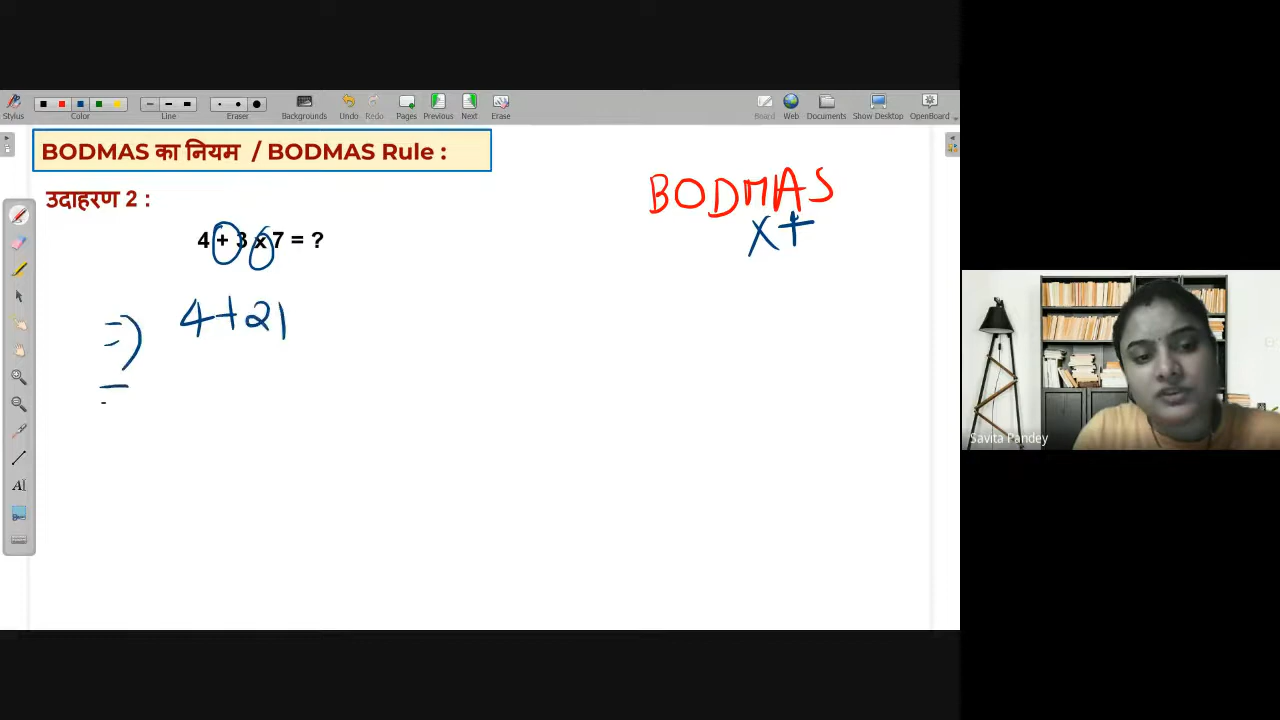 Stylus
Color
Line
Eraser
Backgrounds
Undo
Redo
Pages
Previous
Next
Erase
Board
Web
Documents
Show Desktop
OpenBoard
BODMAS का नियम / BODMAS Rule :
उदाहरण 2 :
BODMAS
x+
4 + 3 x 7 = ?
=) 4+21
=
Savita Pandey